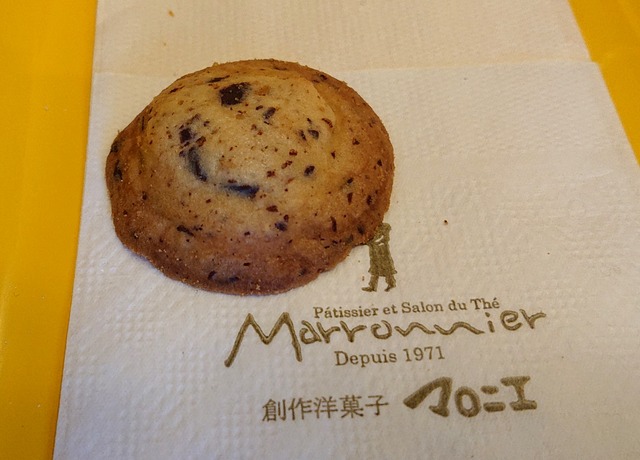 Pâtissier et Salon du Thé
Marronnier
Depuis 1971
創作洋菓子 マロニエ